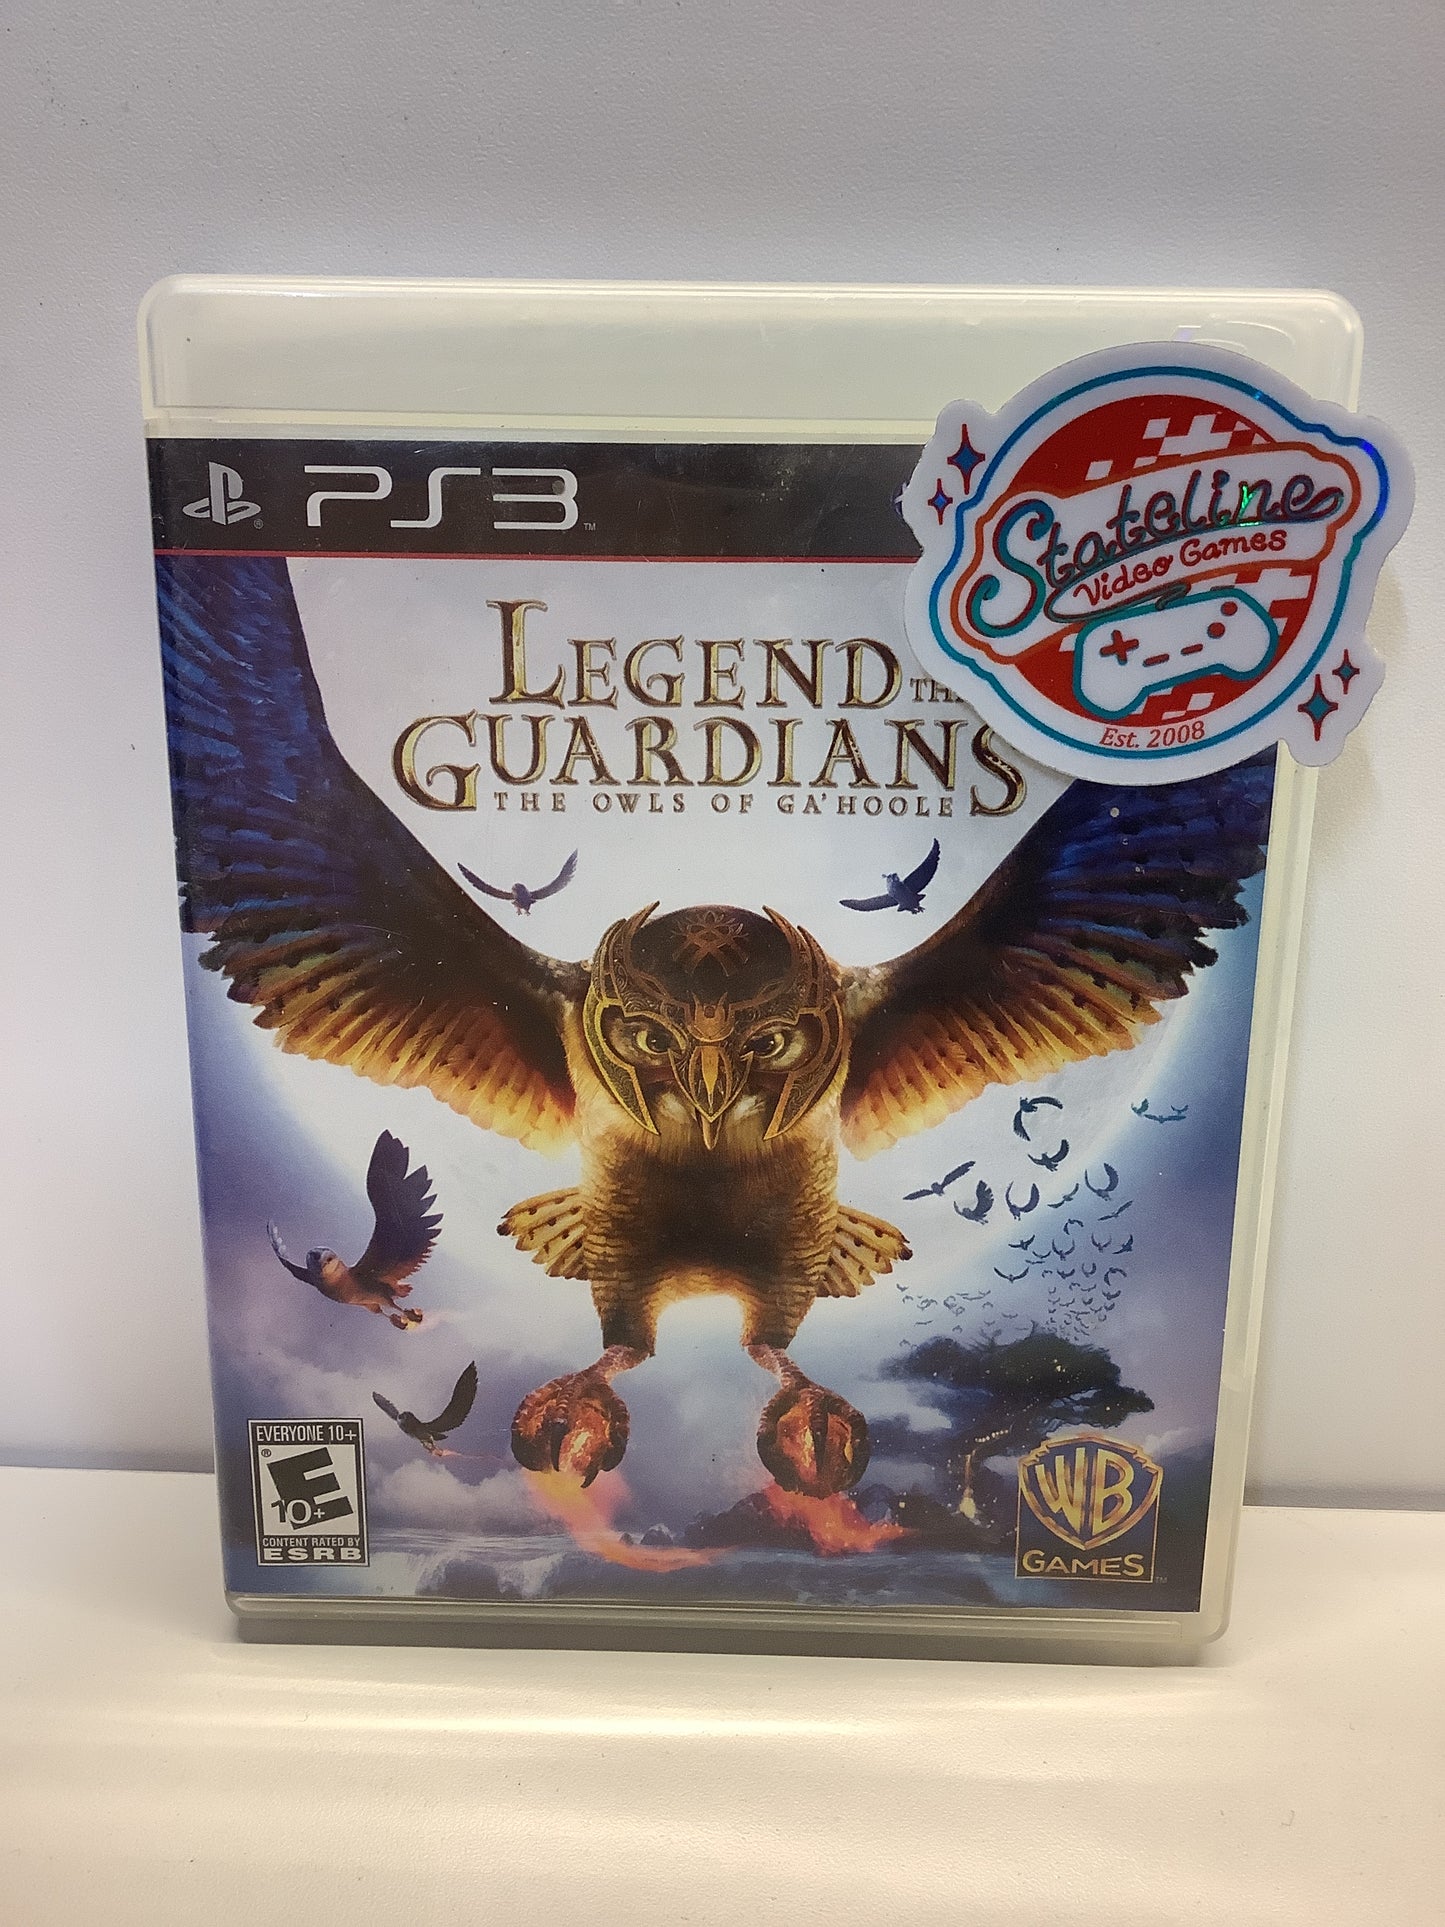 PS3
Stateline
Video Games
Est. 2008
LEGEND
GUARDIANS
THE OWLS OF GA'HOOLE
EVERYONE 10+
E
10+
CONTENT RATED BY
ESRB
WB
GAMES